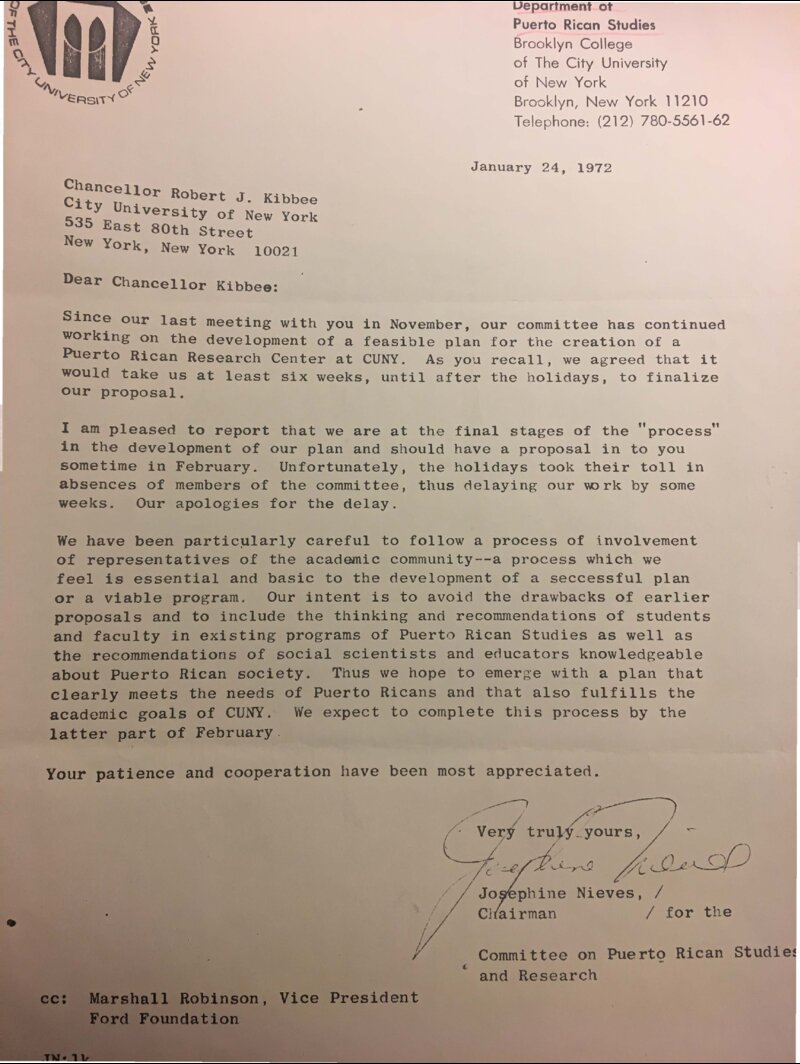 OF THE CITY UNIVERSITY OF NEW YORK
Department of
Puerto Rican Studies
Brooklyn College
of The City University
of New York
Brooklyn, New York 11210
Telephone: (212) 780-5561-62
January 24, 1972
Chancellor Robert J. Kibbee
City University of New York
535 East 80th Street
New York, New York 10021
Dear Chancellor Kibbee:
Since our last meeting with you in November, our committee has continued
working on the development of a feasible plan for the creation of a
Puerto Rican Research Center at CUNY. As you recall, we agreed that it
would take us at least six weeks, until after the holidays, to finalize
our proposal.
I am pleased to report that we are at the final stages of the "process"
in the development of our plan and should have a proposal in to you
sometime in February. Unfortunately, the holidays took their toll in
absences of members of the committee, thus delaying our work by some
weeks. Our apologies for the delay.
We have been particularly careful to follow a process of involvement
of representatives of the academic community--a process which we
feel is essential and basic to the development of a seccessful plan
or a viable program. Our intent is to avoid the drawbacks of earlier
proposals and to include the thinking and recommendations of students
and faculty in existing programs of Puerto Rican Studies as well as
the recommendations of social scientists and educators knowledgeable
about Puerto Rican society. Thus we hope to emerge with a plan that
clearly meets the needs of Puerto Ricans and that also fulfills the
academic goals of CUNY. We expect to complete this process by the
latter part of February.
Your patience and cooperation have been most appreciated.
Very truly yours,
Josephine Nieves
Josephine Nieves, /
Chairman / for the
Committee on Puerto Rican Studies
and Research
cc: Marshall Robinson, Vice President
Ford Foundation